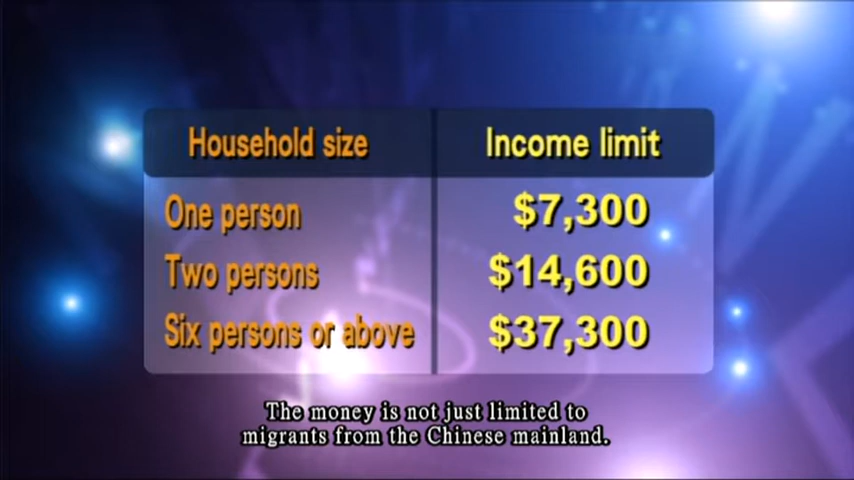 Household size Income limit
One person $7,300
Two persons $14,600
Six persons or above $37,300
The money is not just limited to
migrants from the Chinese mainland.